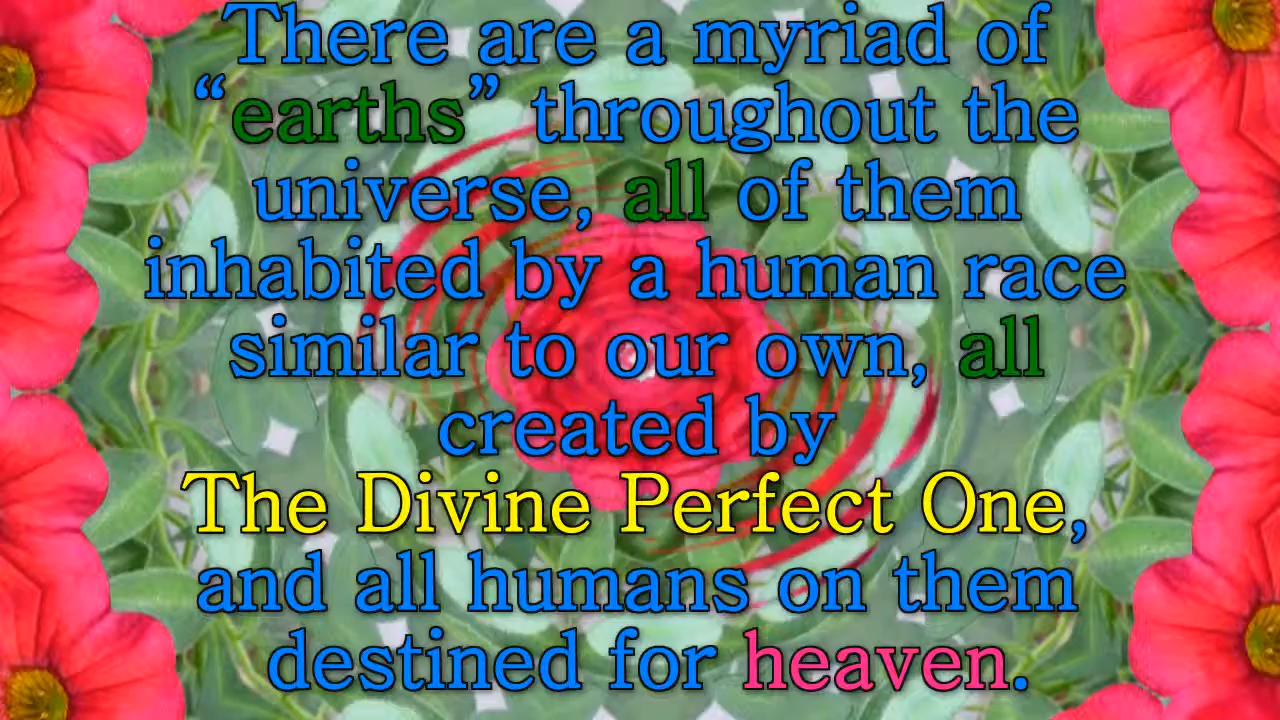 There are a myriad of
“earths” throughout the
universe, all of them
inhabited by a human race
similar to our own, all
created by
The Divine Perfect One,
and all humans on them
destined for heaven.